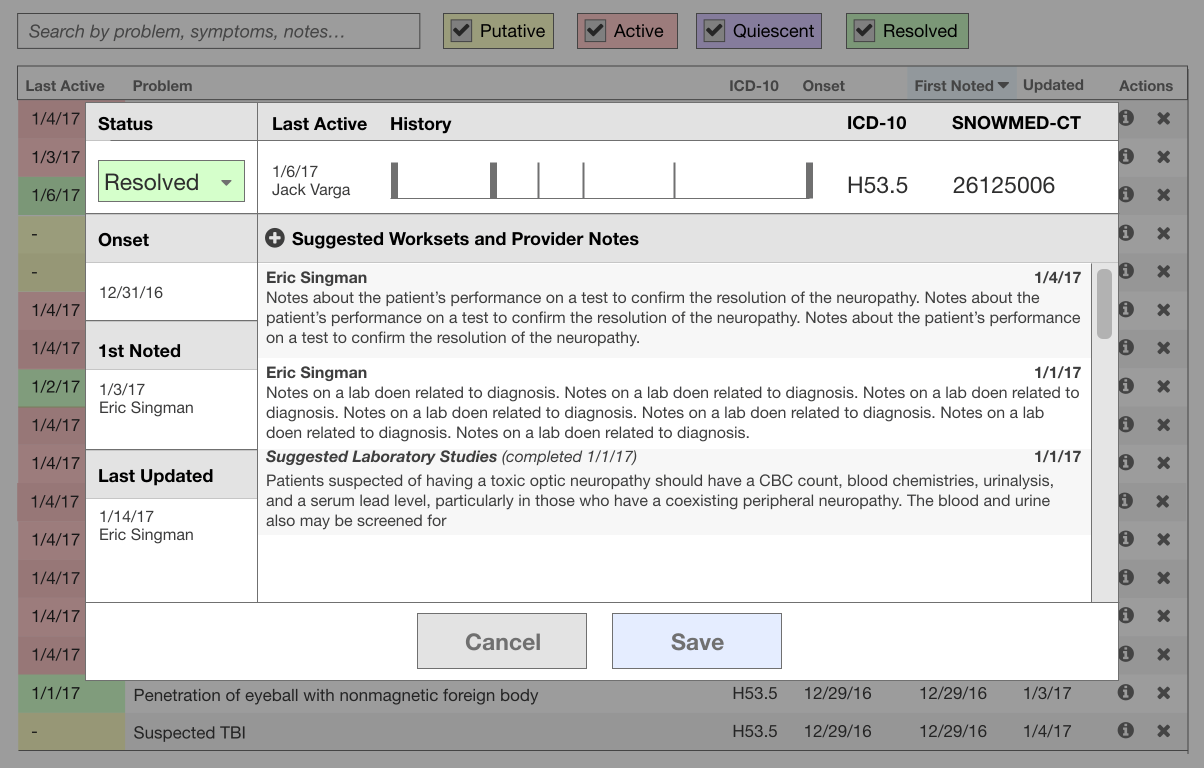 Search by problem, symptoms, notes…
Putative
Active
Quiescent
Resolved
Last Active Problem ICD-10 Onset First Noted Updated Actions
1/4/17
1/3/17
1/6/17
-
-
1/4/17
1/4/17
1/2/17
1/4/17
1/4/17
1/4/17
1/4/17
1/4/17
1/4/17
1/4/17
Status
Resolved
Onset
12/31/16
1st Noted
1/3/17
Eric Singman
Last Updated
1/14/17
Eric Singman
Last Active History ICD-10 SNOWMED-CT
1/6/17
Jack Varga
H53.5 26125006
Suggested Worksets and Provider Notes
Eric Singman 1/4/17
Notes about the patient’s performance on a test to confirm the resolution of the neuropathy. Notes about the
patient’s performance on a test to confirm the resolution of the neuropathy. Notes about the patient’s performance
on a test to confirm the resolution of the neuropathy.
Eric Singman 1/1/17
Notes on a lab doen related to diagnosis. Notes on a lab doen related to diagnosis. Notes on a lab doen related to
diagnosis. Notes on a lab doen related to diagnosis. Notes on a lab doen related to diagnosis. Notes on a lab
doen related to diagnosis. Notes on a lab doen related to diagnosis.
Suggested Laboratory Studies (completed 1/1/17) 1/1/17
Patients suspected of having a toxic optic neuropathy should have a CBC count, blood chemistries, urinalysis,
and a serum lead level, particularly in those who have a coexisting peripheral neuropathy. The blood and urine
also may be screened for
Cancel
Save
1/1/17 Penetration of eyeball with nonmagnetic foreign body H53.5 12/29/16 12/29/16 1/3/17
- Suspected TBI H53.5 12/29/16 12/29/16 1/4/17